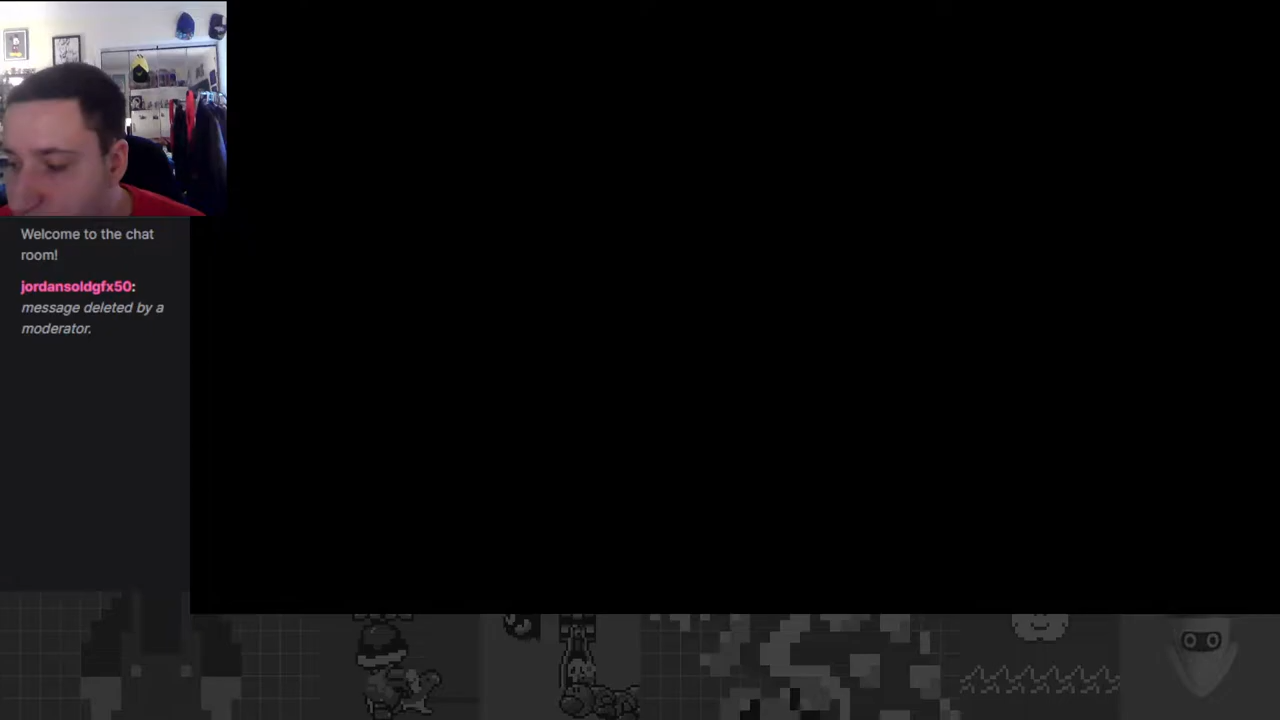 Welcome to the chat
room!
jordansoldgfx50:
message deleted by a
moderator.